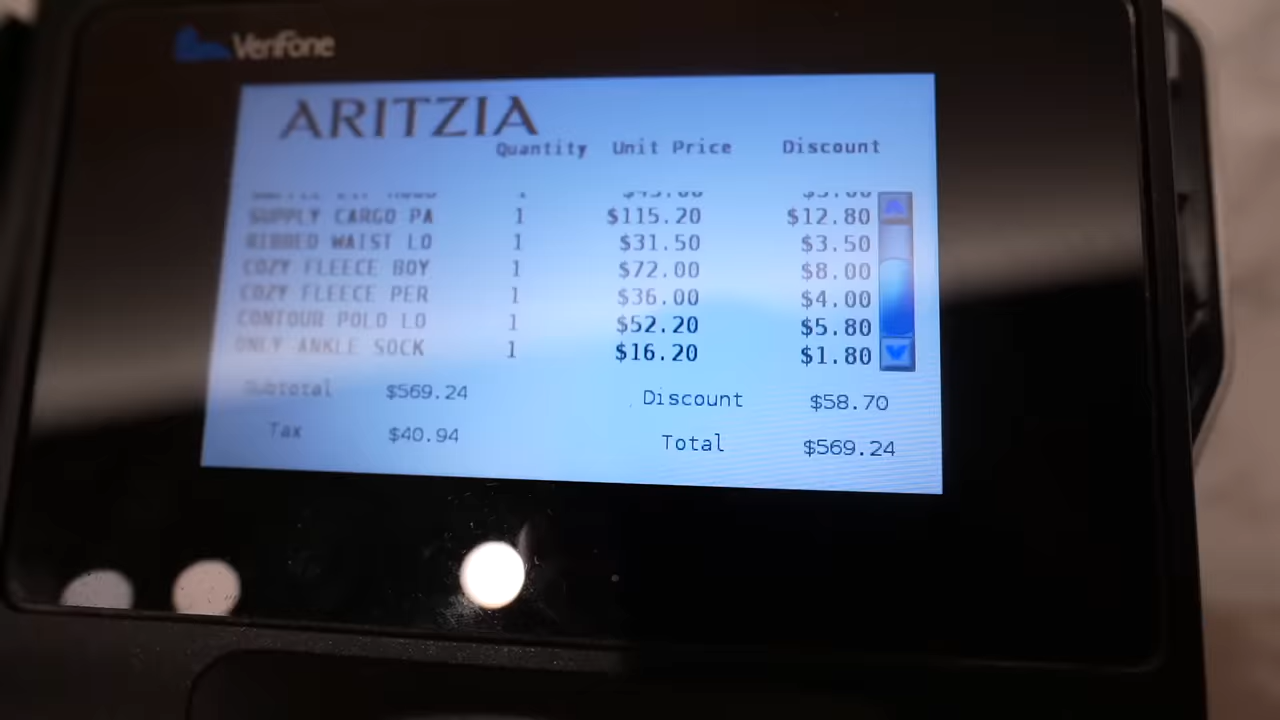 VeriFone
ARITZIA
Quantity Unit Price Discount
SUPPLY CARGO PA 1 $115.20 $12.80
RIBBED WAIST LO 1 $31.50 $3.50
COZY FLEECE BOY 1 $72.00 $8.00
COZY FLEECE PER 1 $36.00 $4.00
CONTOUR POLO LO 1 $52.20 $5.80
ONLY ANKLE SOCK 1 $16.20 $1.80
Subtotal $569.24 Discount $58.70
Tax $40.94 Total $569.24